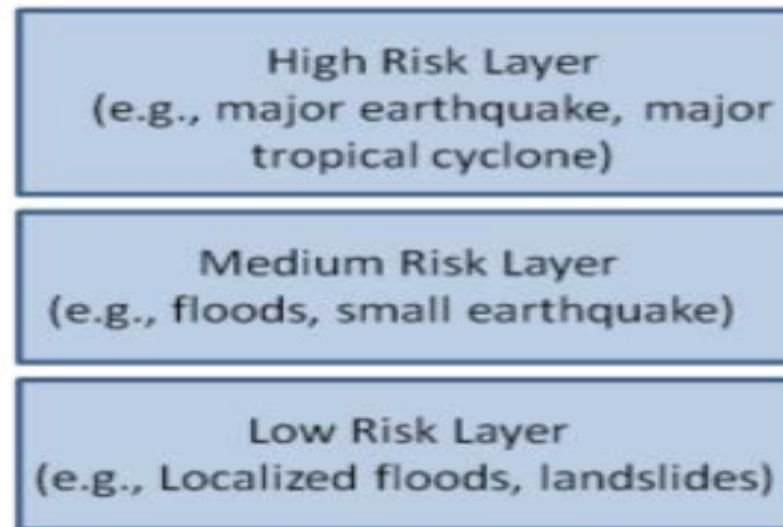 High Risk Layer
(e.g., major earthquake, major
tropical cyclone)
Medium Risk Layer
(e.g., floods, small earthquake)
Low Risk Layer
(e.g., Localized floods, landslides)